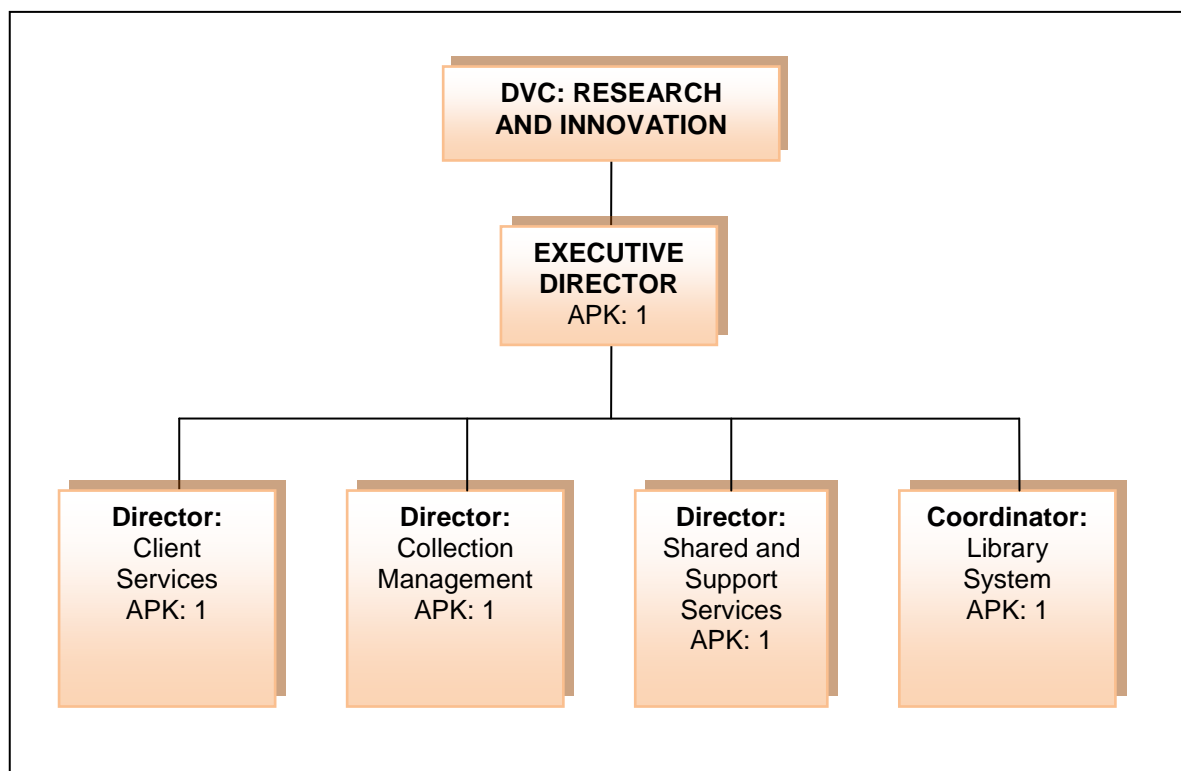 DVC: RESEARCH
AND INNOVATION
EXECUTIVE
DIRECTOR
APK: 1
Director:
Client
Services
APK: 1
Director:
Collection
Management
APK: 1
Director:
Shared and
Support
Services
APK: 1
Coordinator:
Library
System
APK: 1